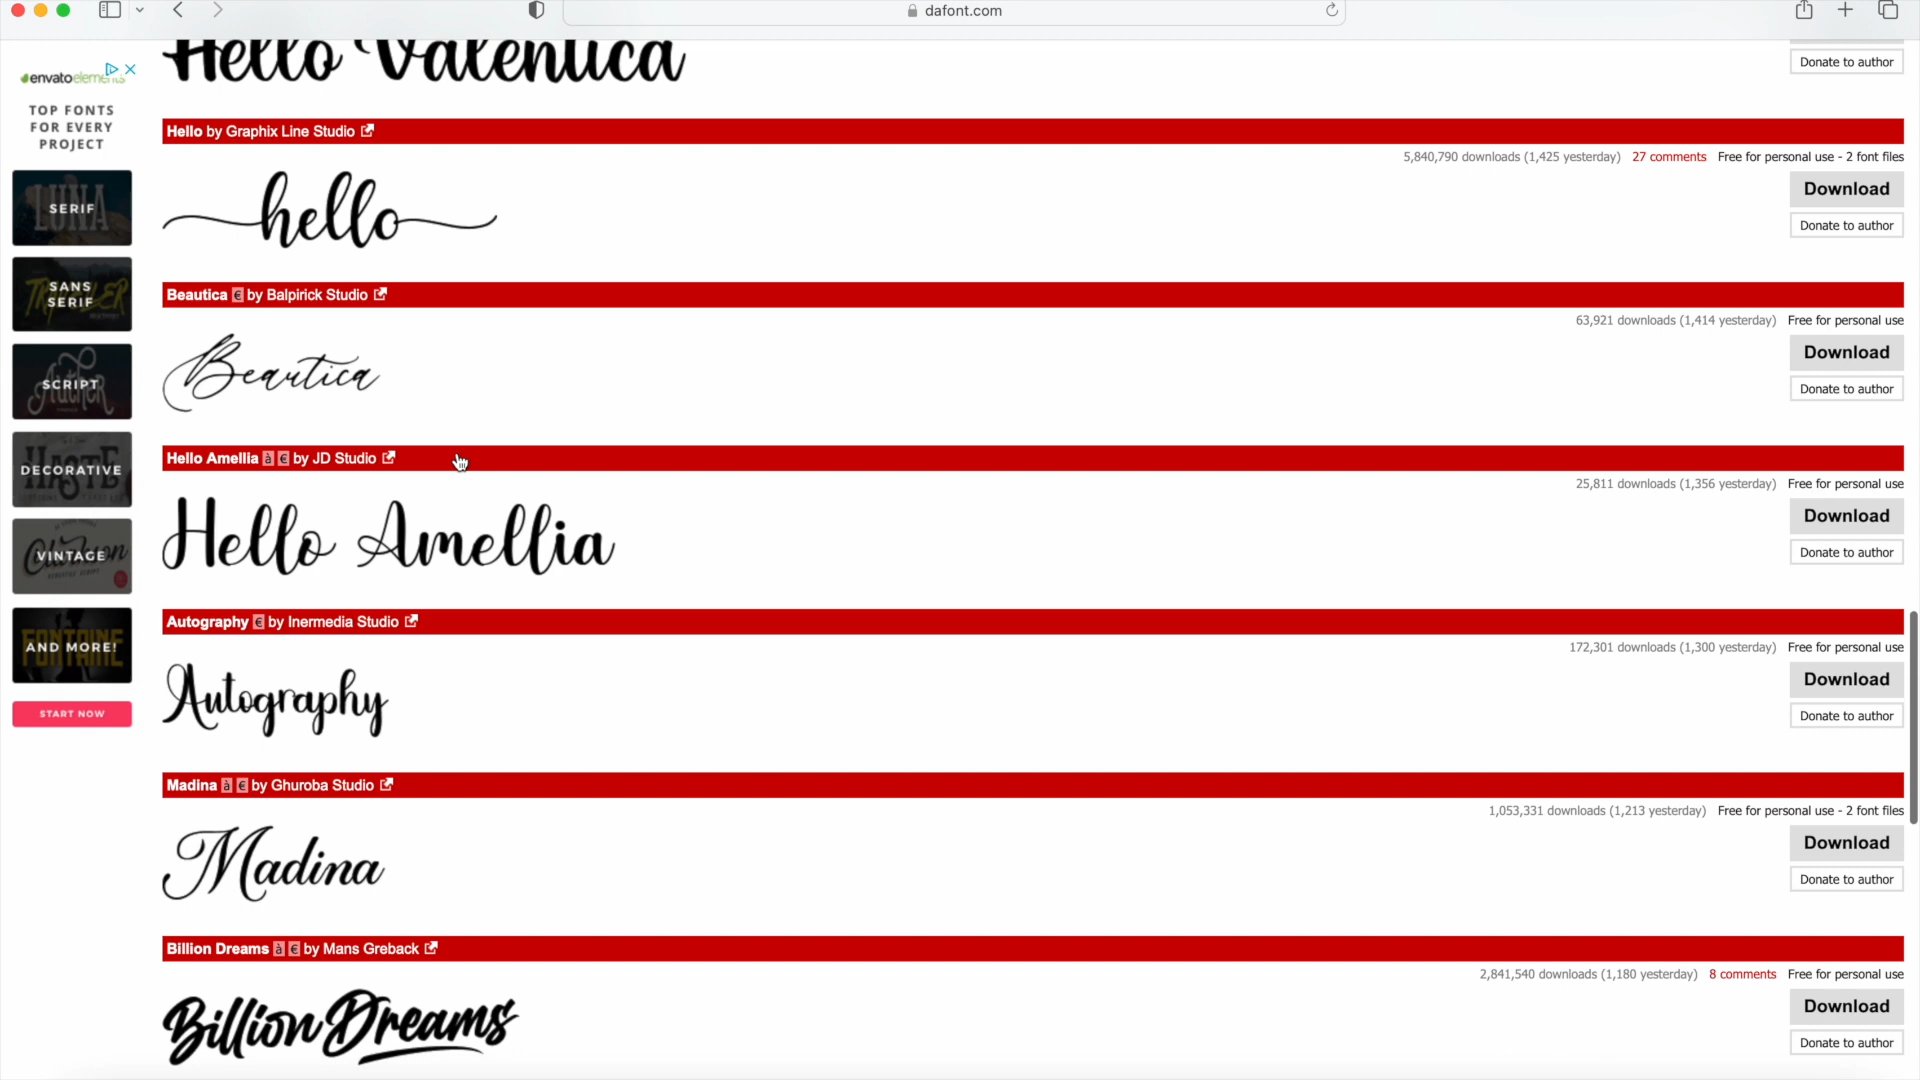 dafont.com
Hello Valentica
Donate to author
envato elements
TOP FONTS
FOR EVERY
PROJECT
SERIF
SANS
SERIF
SCRIPT
DECORATIVE
VINTAGE
AND MORE!
START NOW
Hello by Graphix Line Studio
5,840,790 downloads (1,425 yesterday) 27 comments Free for personal use - 2 font files
hello
Download
Donate to author
Beautica € by Balpirick Studio
63,921 downloads (1,414 yesterday) Free for personal use
Beautica
Download
Donate to author
Hello Amellia à € by JD Studio
25,811 downloads (1,356 yesterday) Free for personal use
Hello Amellia
Download
Donate to author
Autography € by Inermedia Studio
172,301 downloads (1,300 yesterday) Free for personal use
Autography
Download
Donate to author
Madina à € by Ghuroba Studio
1,053,331 downloads (1,213 yesterday) Free for personal use - 2 font files
Madina
Download
Donate to author
Billion Dreams à € by Mans Greback
2,841,540 downloads (1,180 yesterday) 8 comments Free for personal use
Billion Dreams
Download
Donate to author